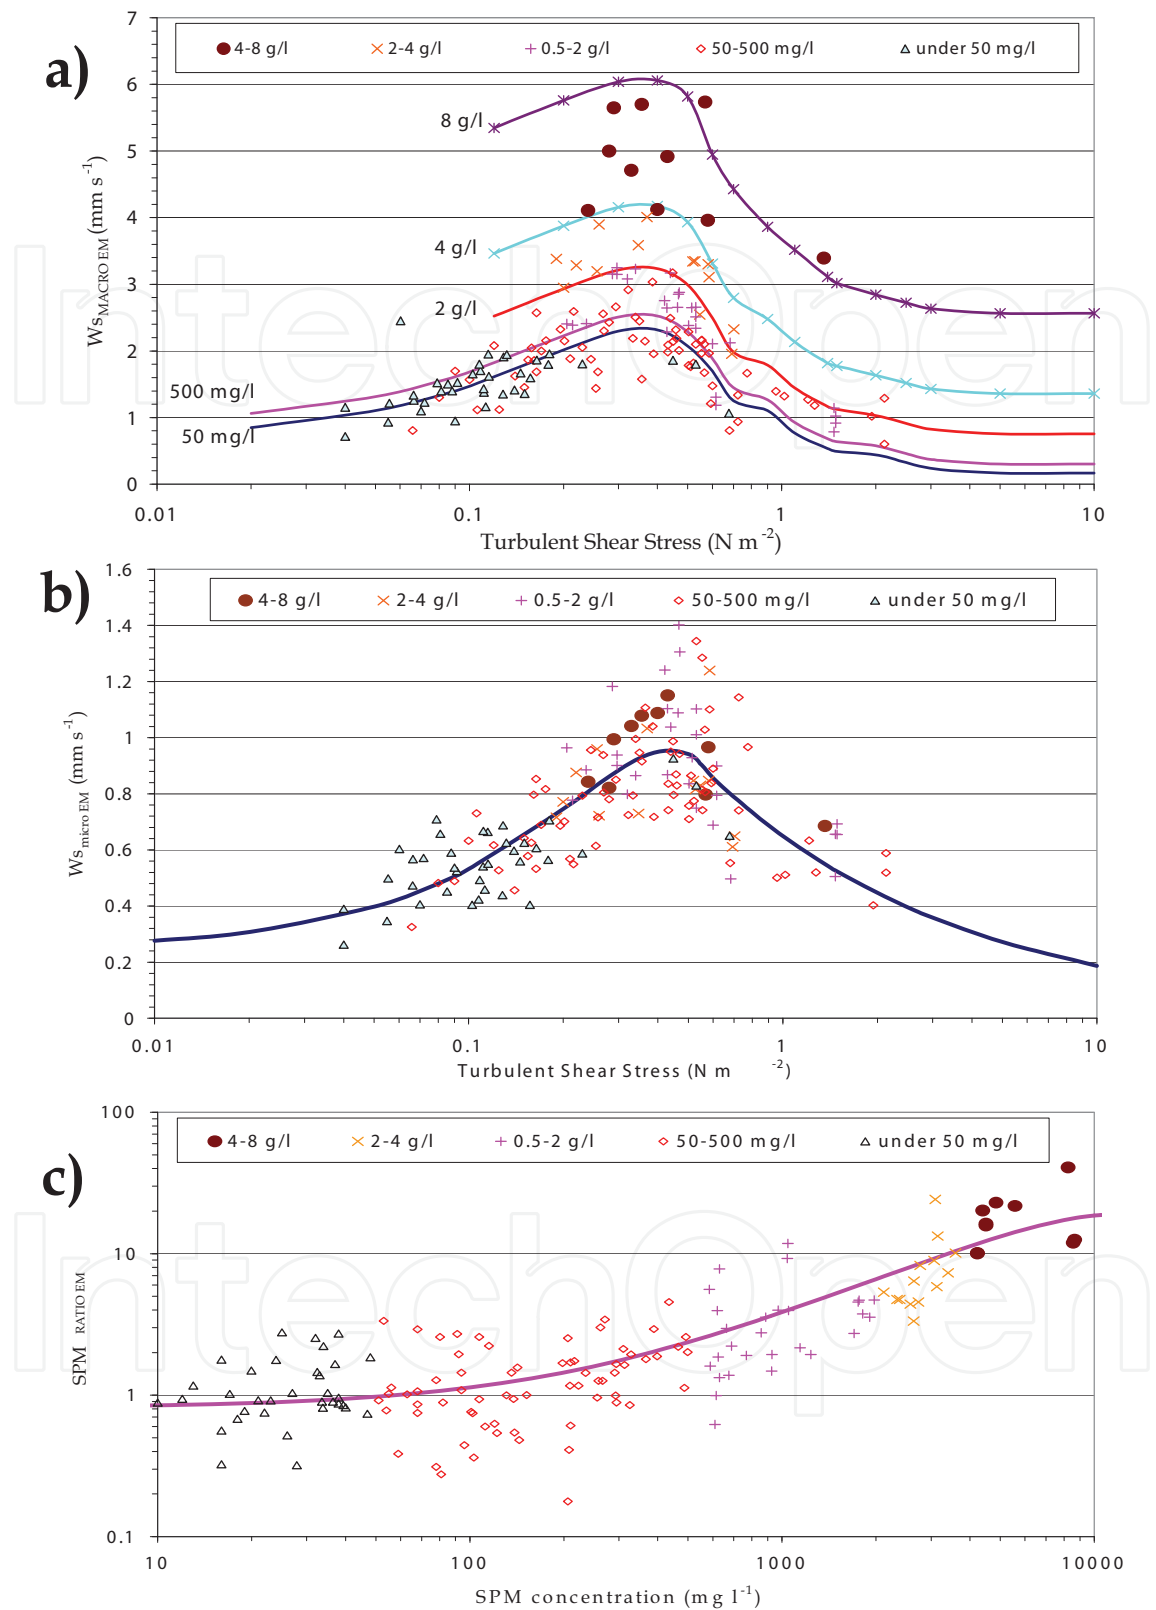 a)
7
6
5
4
3
2
1
0
Ws MACRO EM (mm s-1)
4-8 g/l 2-4 g/l 0.5-2 g/l 50-500 mg/l under 50 mg/l
8 g/l
4 g/l
2 g/l
500 mg/l
50 mg/l
0.01 0.1 1 10
Turbulent Shear Stress (N m-2)
b)
1.6
1.4
1.2
1
0.8
0.6
0.4
0.2
0
Ws micro EM (mm s-1)
4-8 g/l 2-4 g/l 0.5-2 g/l 50-500 mg/l under 50 mg/l
0.01 0.1 1 10
Turbulent Shear Stress (N m -2)
c)
100
10
1
0.1
SPM RATIO EM
4-8 g/l 2-4 g/l 0.5-2 g/l 50-500 mg/l under 50 mg/l
10 100 1000 10000
SPM concentration (mg l-1)
IntechOpen
IntechOpen